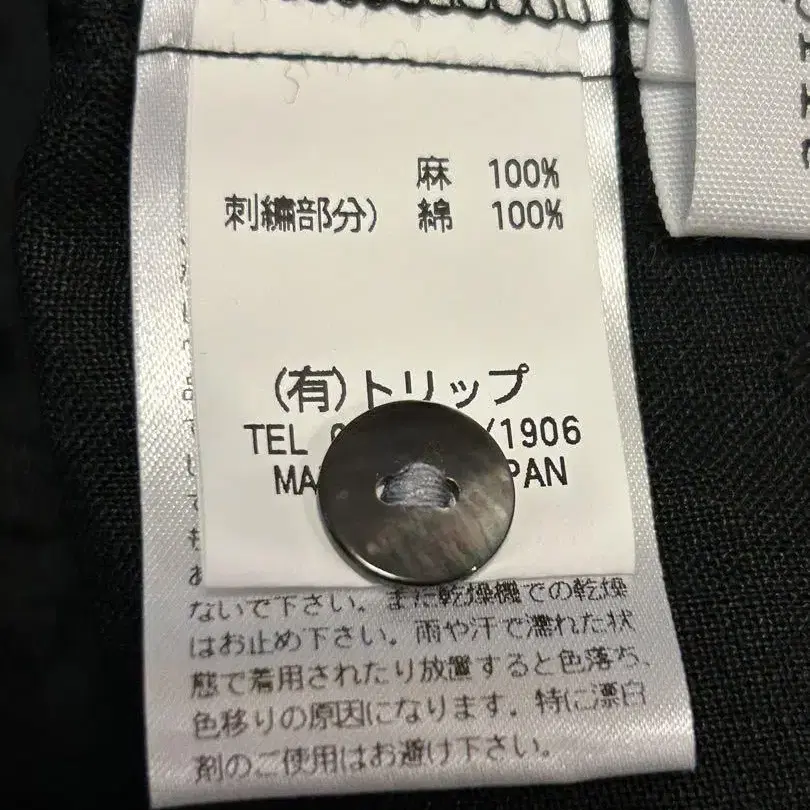 麻 100%
刺繍部分) 綿 100%
(有)トリップ
TEL /1906
ないで下さい。また乾燥機での乾燥
はお止め下さい。雨や汗で濡れた状
態で着用されたり放置すると色落ち、
色移りの原因になります。特に漂白
剤のご使用はお避け下さい。